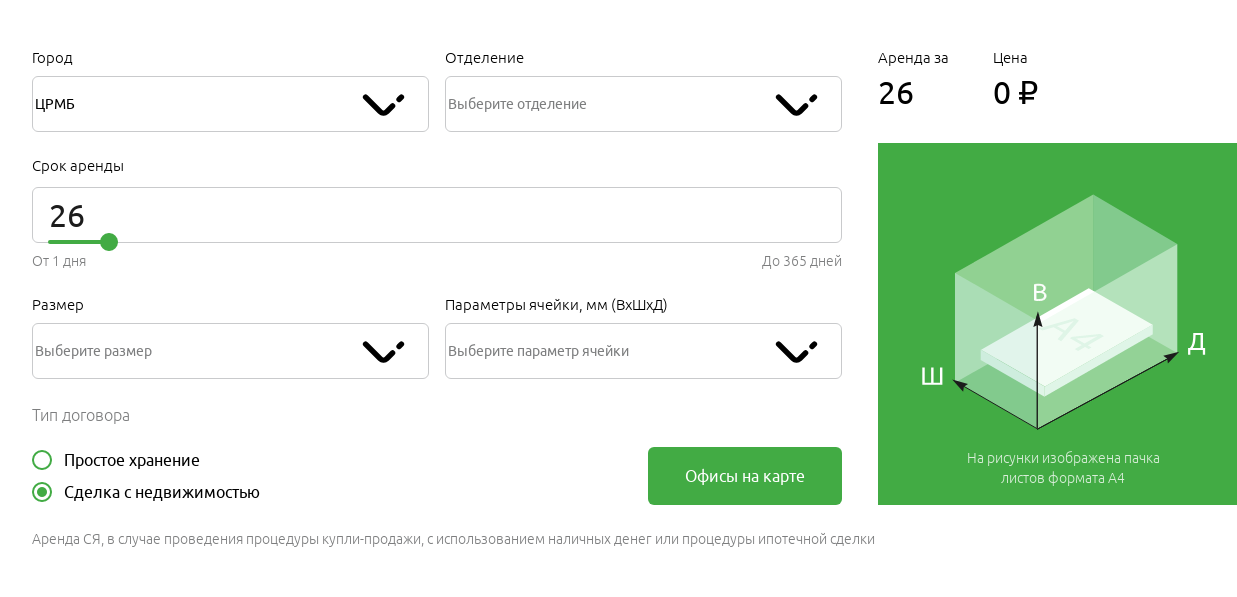 Город
ЦРМБ
Отделение
Выберите отделение
Срок аренды
26
От 1 дня
До 365 дней
Размер
Выберите размер
Параметры ячейки, мм (ВхШхД)
Выберите параметр ячейки
Тип договора
Простое хранение
Сделка с недвижимостью
Офисы на карте
Аренда СЯ, в случае проведения процедуры купли-продажи, с использованием наличных денег или процедуры ипотечной сделки
Аренда за
26
Цена
0 ₽
В
А4
Д
Ш
На рисунки изображена пачка
листов формата А4